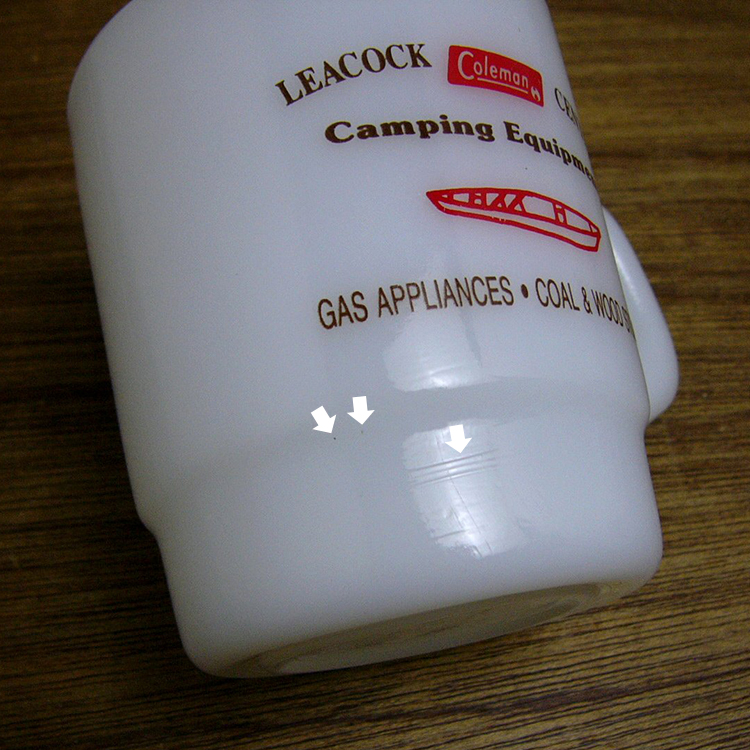 LEACOCK Coleman
Camping
GAS APPLIANCES • COAL & WOOD